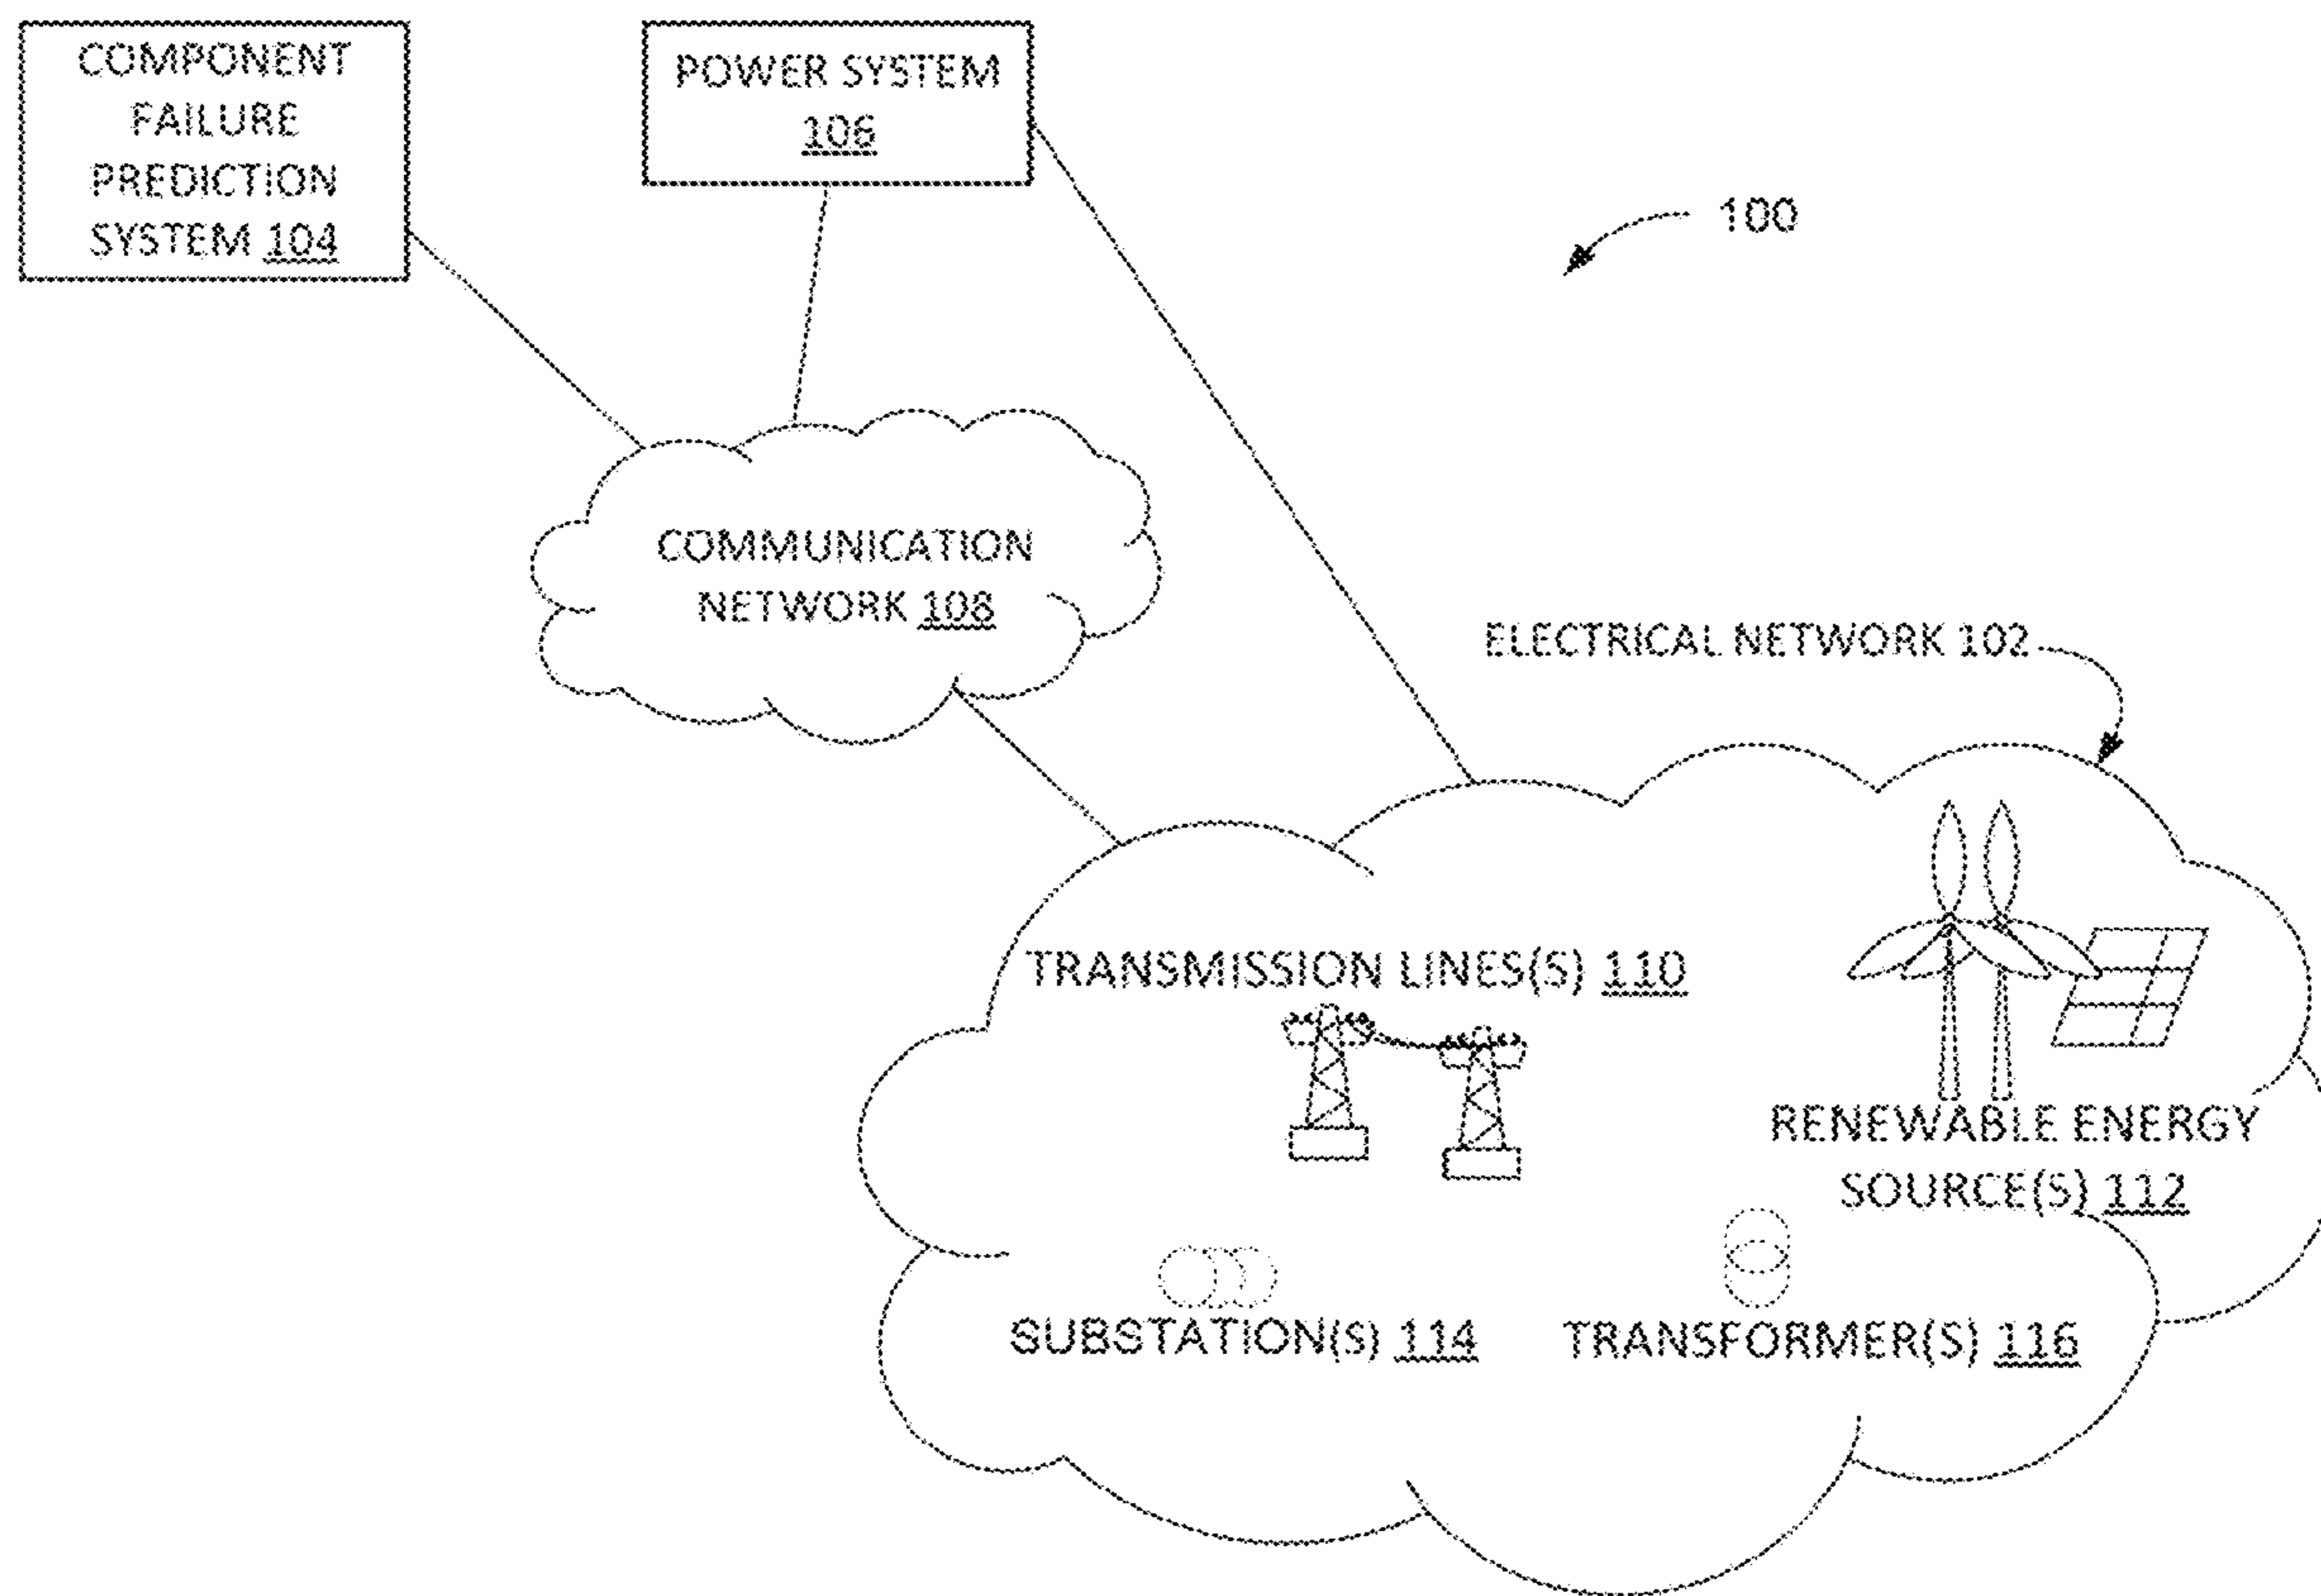 COMPONENT
FAILURE
PREDICTION
SYSTEM 104
POWER SYSTEM
106
100
COMMUNICATION
NETWORK 108
ELECTRICAL NETWORK 102
TRANSMISSION LINES(S) 110
RENEWABLE ENERGY
SOURCE(S) 112
SUBSTATION(S) 114
TRANSFORMER(S) 116